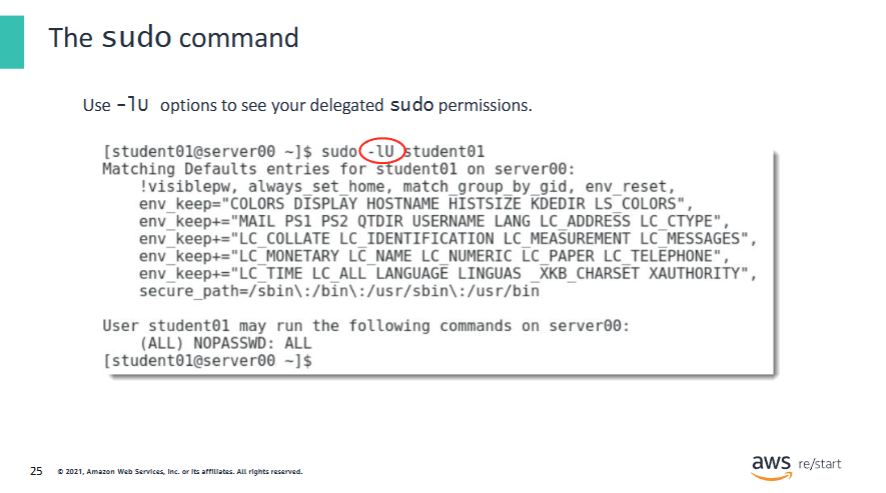 The sudo command
Use -lU options to see your delegated sudo permissions.
[student01@server00 ~]$ sudo -lU student01
Matching Defaults entries for student01 on server00:
!visiblepw, always_set_home, match_group_by_gid, env_reset,
env_keep="COLORS DISPLAY HOSTNAME HISTSIZE KDEDIR LS_COLORS",
env_keep+="MAIL PS1 PS2 QTDIR USERNAME LANG LC_ADDRESS LC_CTYPE",
env_keep+="LC_COLLATE LC_IDENTIFICATION LC_MEASUREMENT LC_MESSAGES",
env_keep+="LC_MONETARY LC_NAME LC_NUMERIC LC_PAPER LC_TELEPHONE",
env_keep+="LC_TIME LC_ALL LANGUAGE LINGUAS _XKB_CHARSET XAUTHORITY",
secure_path=/sbin\:/bin\:/usr/sbin\:/usr/bin
User student01 may run the following commands on server00:
(ALL) NOPASSWD: ALL
[student01@server00 ~]$
25 © 2021, Amazon Web Services, Inc. or its affiliates. All rights reserved.
aws re/start